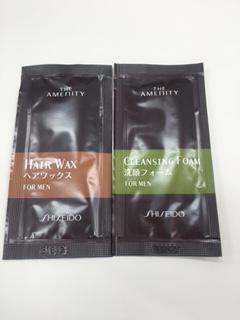 THE
AMENITY
HAIR WAX
ヘアワックス
FOR MEN
SHISEIDO
THE
AMENITY
CLEANSING FOAM
洗顔フォーム
FOR MEN
SHISEIDO